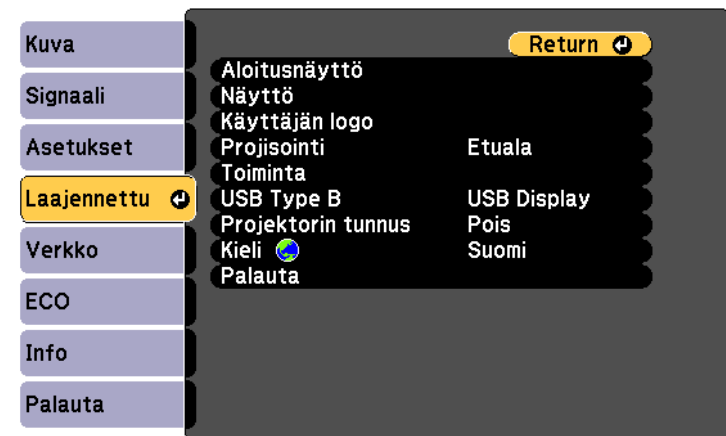 Kuva
Signaali
Asetukset
Laajennettu
Verkko
ECO
Info
Palauta
Return
Aloitusnäyttö
Näyttö
Käyttäjän logo
Projisointi Etuala
Toiminta
USB Type B USB Display
Projektorin tunnus Pois
Kieli Suomi
Palauta